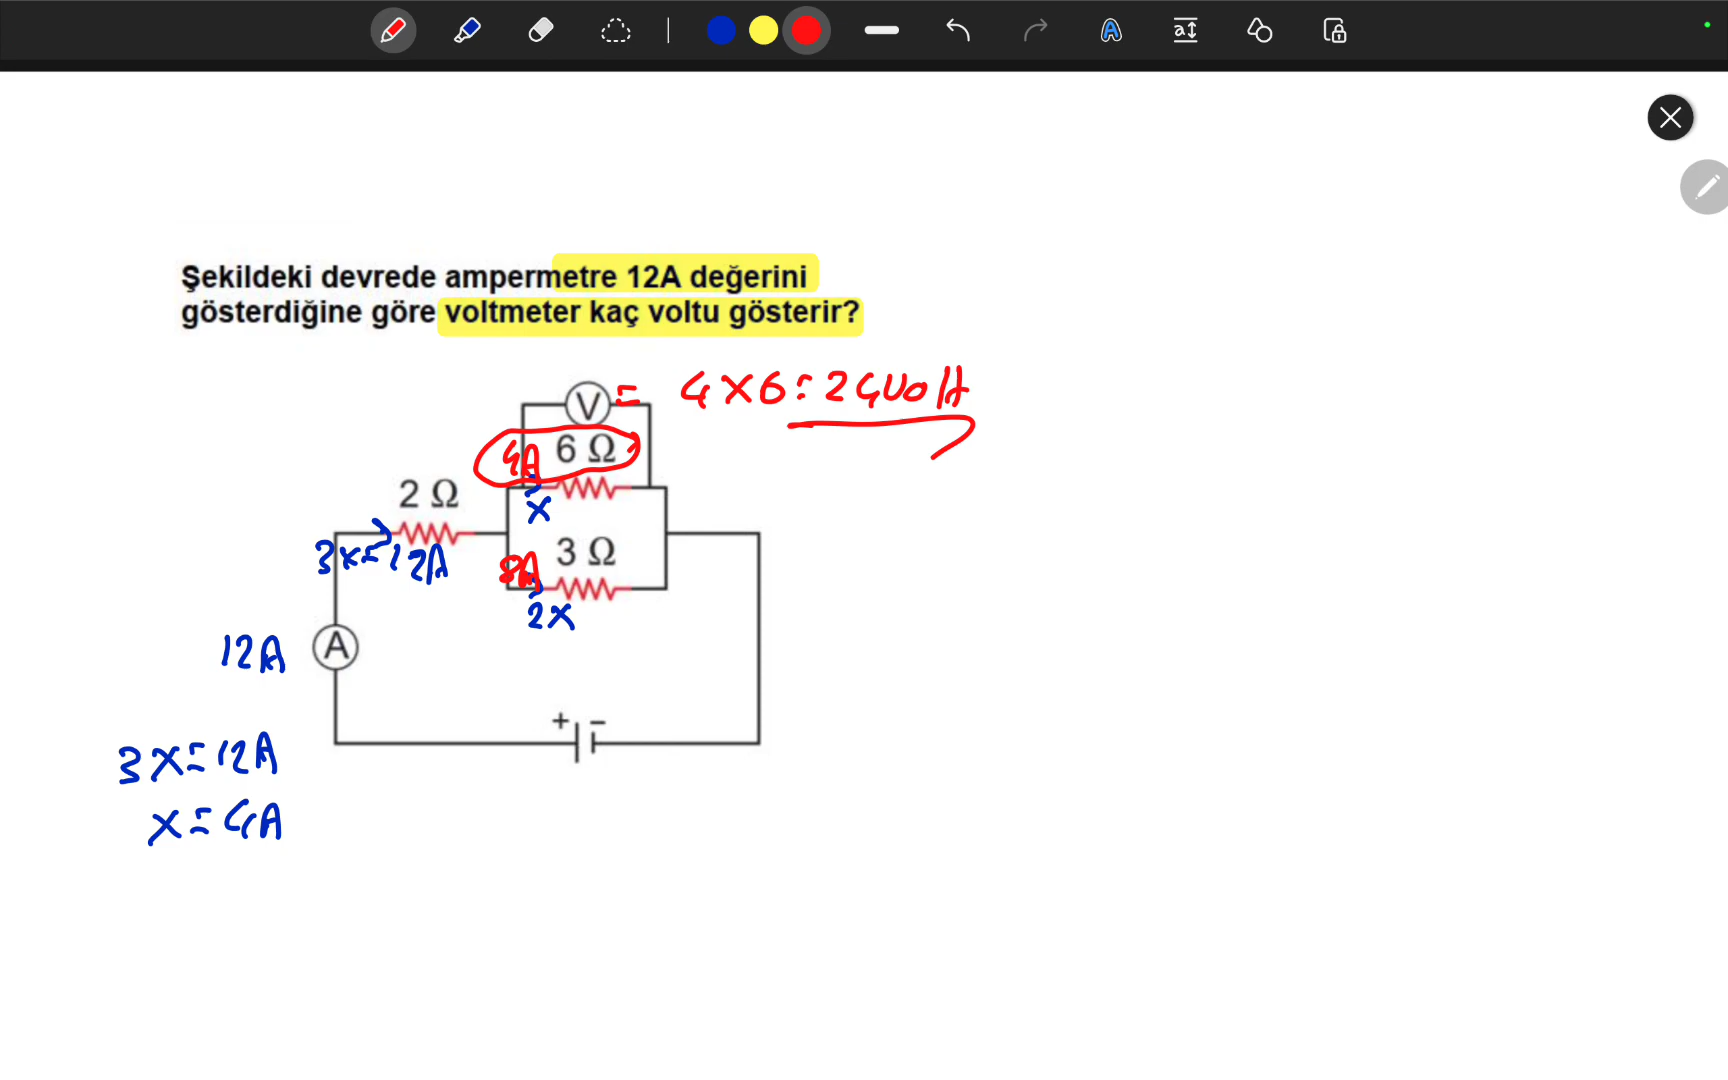 Şekildeki devrede ampermetre 12A değerini
gösterdiğine göre voltmeter kaç voltu gösterir?
V = 4x6=24volt
4A 6 Ω
2 Ω
x
3x=12A
8A 3 Ω
2x
12A A
+ -
3x=12A
x=4A